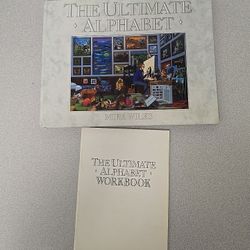 THE ULTIMATE
· ALPHABET ·
MIKE WILKS
THE ULTIMATE
· ALPHABET ·
WORKBOOK